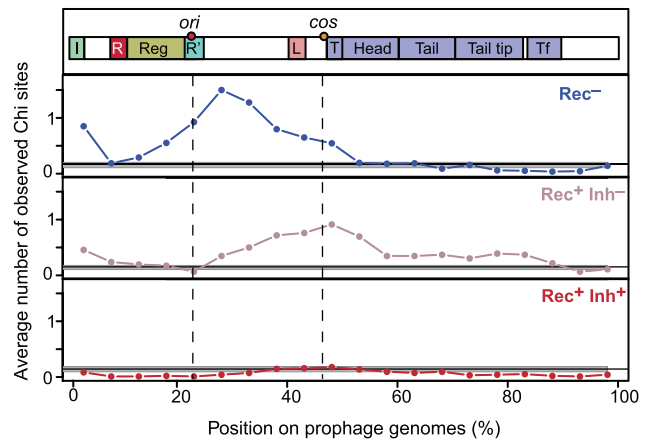 ori cos
I R Reg R' L T Head Tail Tail tip Tf
Average number of observed Chi sites
Rec–
1
0
Rec+ Inh–
1
0
Rec+ Inh+
1
0
0 20 40 60 80 100
Position on prophage genomes (%)